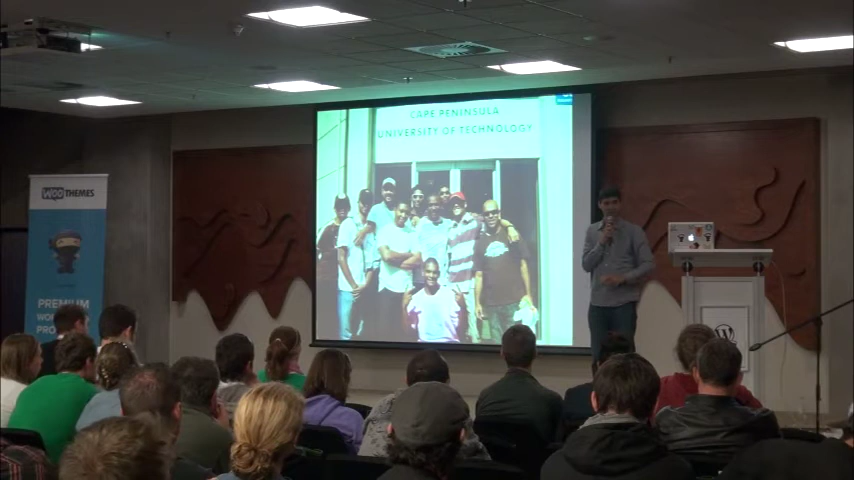 CAPE PENINSULA
UNIVERSITY OF TECHNOLOGY
WOO THEMES
PREMIUM